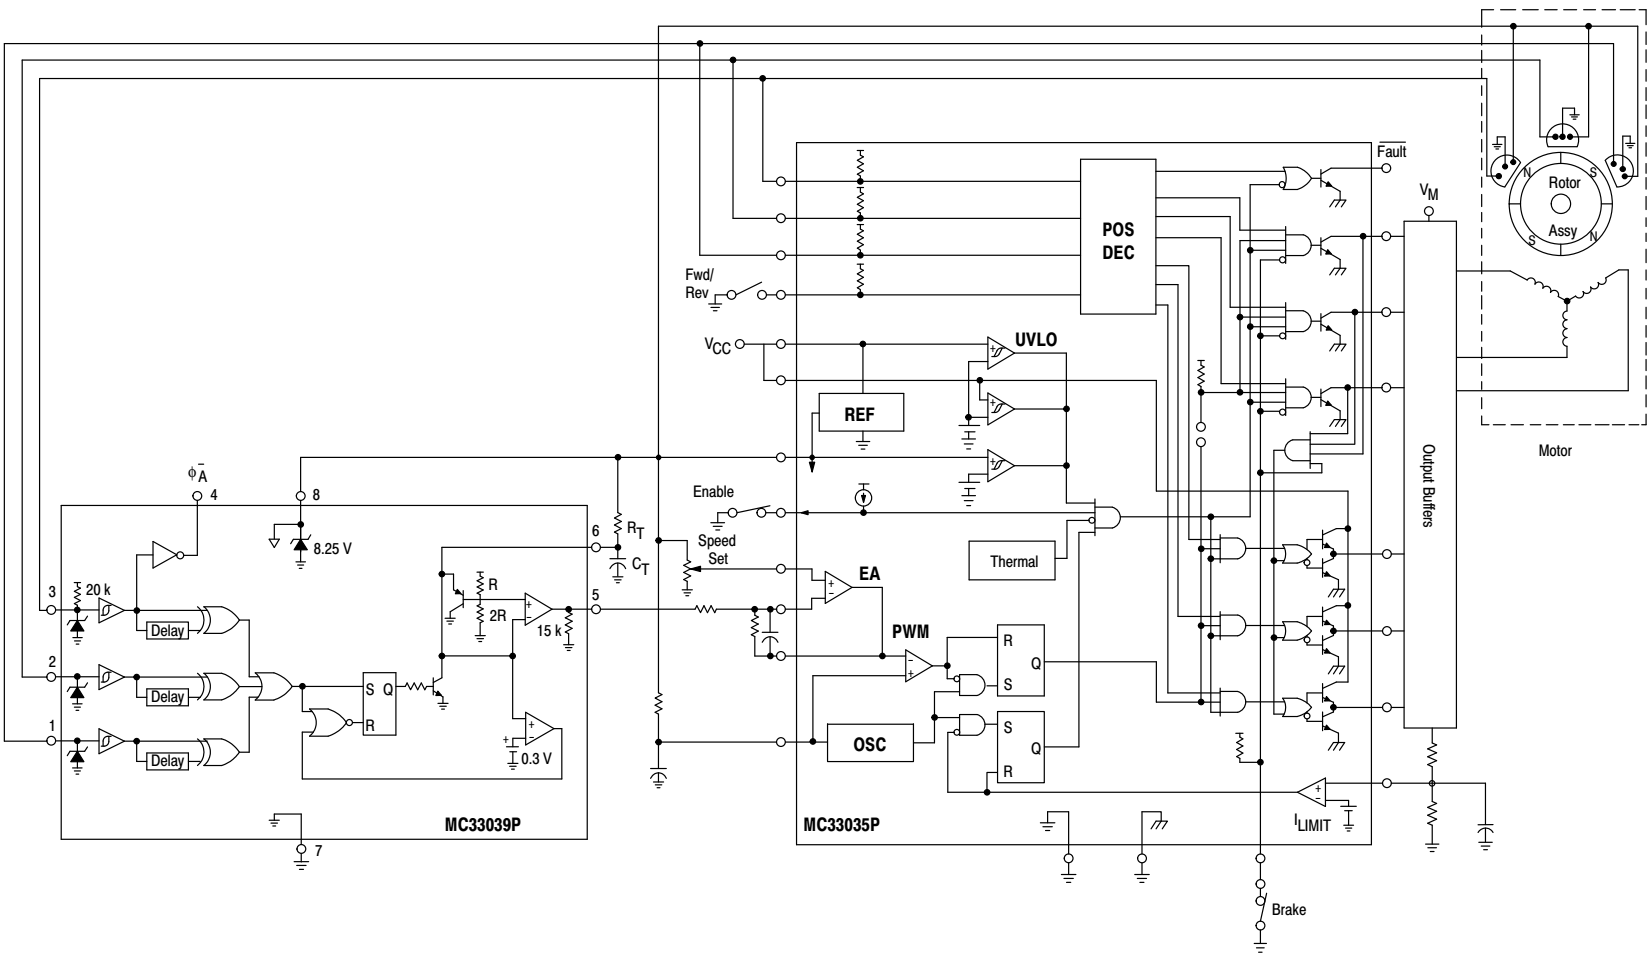 Fault
V_M
N
S
Rotor
Assy
S
N
POS
DEC
Fwd/
Rev
V_CC
UVLO
REF
Motor
Output Buffers
φ_A̅
4
8
8.25 V
Enable
Speed
Set
Thermal
6
R_T
C_T
EA
3
20 k
R
2R
5
15 k
Delay
PWM
R
Q
S
2
S
Q
R
Delay
1
OSC
S
Q
R
+
0.3 V
Delay
MC33039P
MC33035P
I_LIMIT
7
Brake